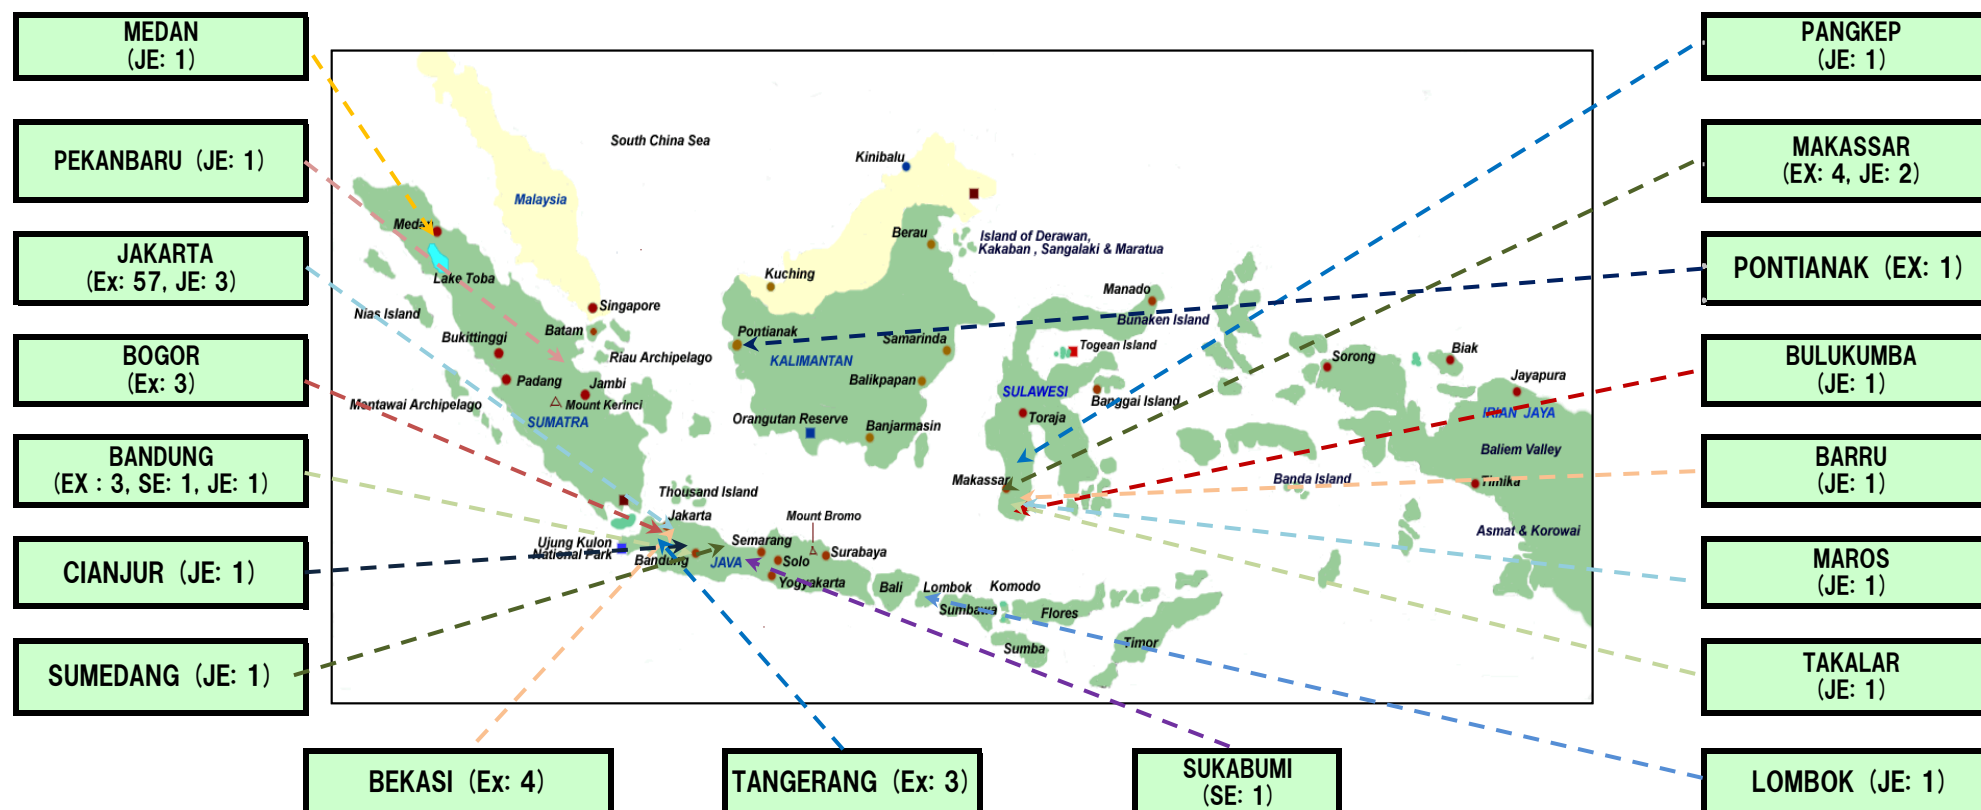 MEDAN
(JE: 1)
PEKANBARU (JE: 1)
JAKARTA
(Ex: 57, JE: 3)
BOGOR
(Ex: 3)
BANDUNG
(EX : 3, SE: 1, JE: 1)
CIANJUR (JE: 1)
SUMEDANG (JE: 1)
BEKASI (Ex: 4)
TANGERANG (Ex: 3)
SUKABUMI
(SE: 1)
PANGKEP
(JE: 1)
MAKASSAR
(EX: 4, JE: 2)
PONTIANAK (EX: 1)
BULUKUMBA
(JE: 1)
BARRU
(JE: 1)
MAROS
(JE: 1)
TAKALAR
(JE: 1)
LOMBOK (JE: 1)
South China Sea
Kinibalu
Malaysia
Medan
Berau
Island of Derawan,
Kakaban , Sangalaki & Maratua
Lake Toba
Kuching
Manado
Nias Island
Singapore
Bunaken Island
Batam
Bukittinggi
Pontianak
Samarinda
Togean Island
Riau Archipelago
KALIMANTAN
Sorong
Biak
Padang
Jambi
Balikpapan
SULAWESI
Jayapura
Mentawai Archipelago
Mount Kerinci
Banggai Island
SUMATRA
Orangutan Reserve
Banjarmasin
Toraja
IRIAN JAYA
Baliem Valley
Makassar
Banda Island
Timika
Thousand Island
Jakarta
Mount Bromo
Asmat & Korowai
Ujung Kulon
National Park
Semarang
Bandung
JAVA
Solo
Surabaya
Yogyakarta
Bali
Lombok
Komodo
Sumbawa
Flores
Sumba
Timor